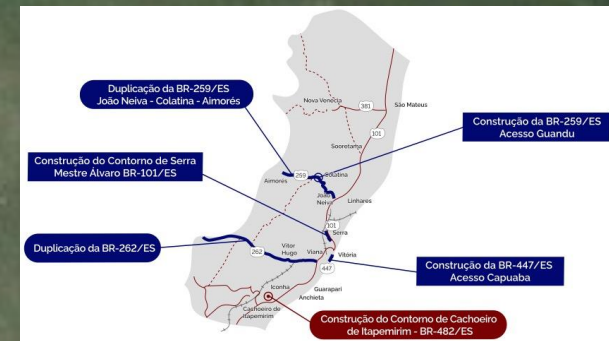 Duplicação da BR-259/ES
João Neiva - Colatina - Aimorés
Nova Venécia
381
São Mateus
101
Construção da BR-259/ES
Acesso Guandu
Sooretama
Construção do Contorno de Serra
Mestre Álvaro BR-101/ES
259
Colatina
Aimorés
João
Neiva
Linhares
101
Serra
Duplicação da BR-262/ES
262
Vitor
Hugo
Viana
Vitória
447
Construção da BR-447/ES
Acesso Capuaba
Guarapari
Iconha
Anchieta
Cachoeiro de
Itapemirim
Construção do Contorno de Cachoeiro
de Itapemirim - BR-482/ES